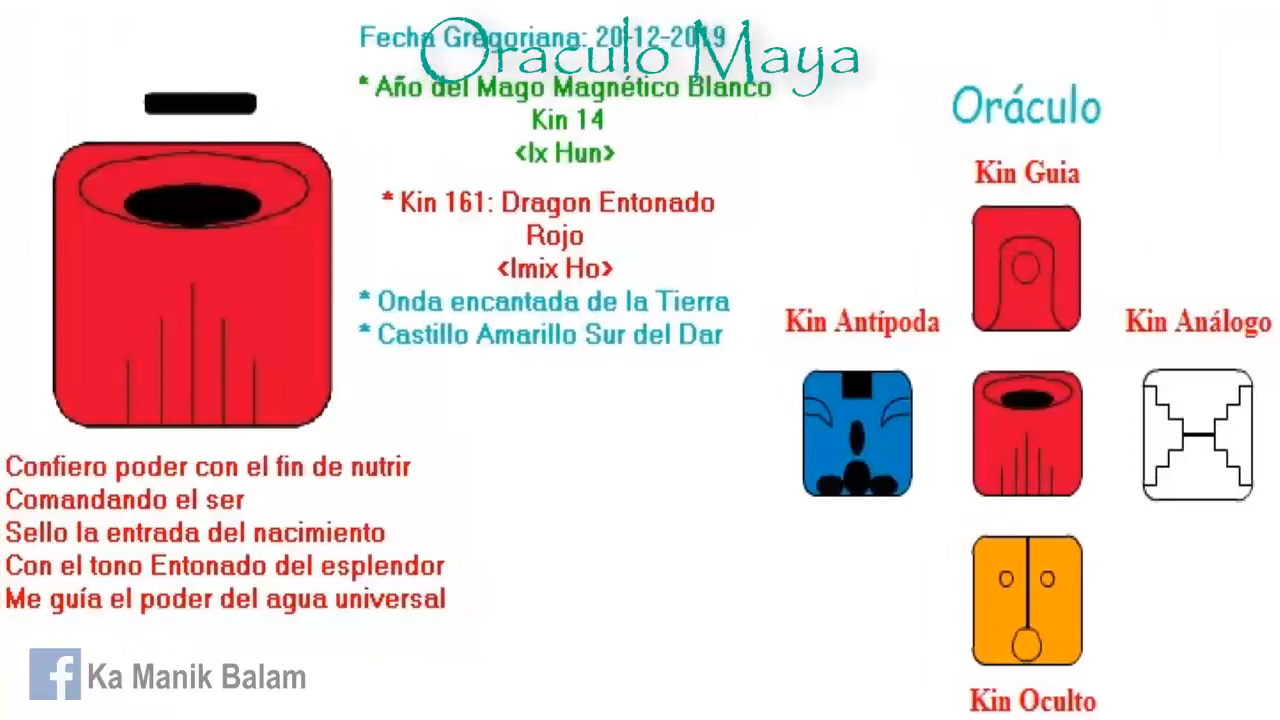 Oraculo Maya
Fecha Gregoriana: 20-12-2019
* Año del Mago Magnético Blanco
Kin 14
<Ix Hun>
* Kin 161: Dragon Entonado
Rojo
<Imix Ho>
* Onda encantada de la Tierra
* Castillo Amarillo Sur del Dar
Confiero poder con el fin de nutrir
Comandando el ser
Sello la entrada del nacimiento
Con el tono Entonado del esplendor
Me guía el poder del agua universal
f Ka Manik Balam
Oráculo
Kin Guia
Kin Antípoda
Kin Análogo
Kin Oculto